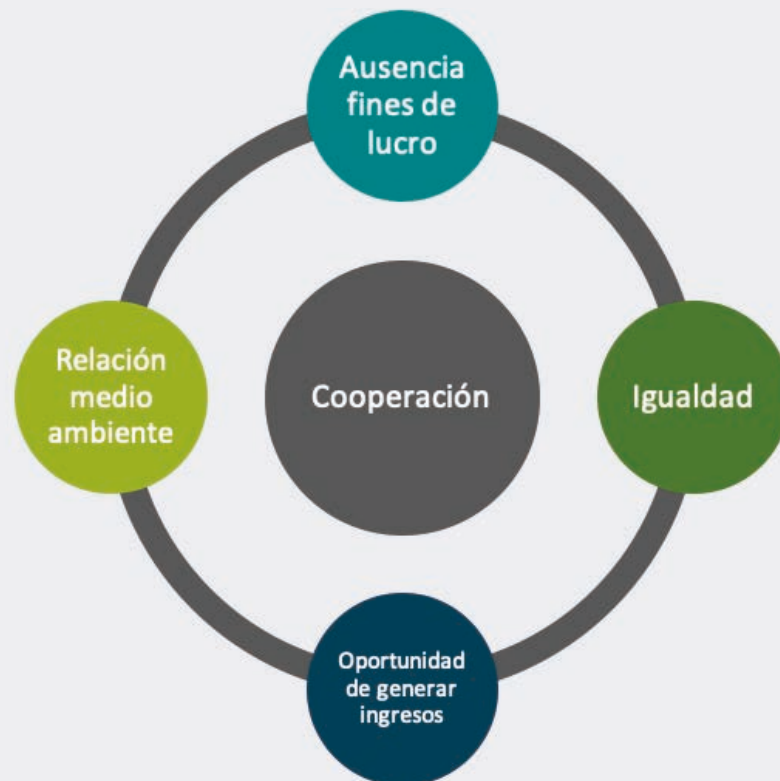 Ausencia
fines de
lucro
Relación
medio
ambiente
Cooperación
Igualdad
Oportunidad
de generar
ingresos